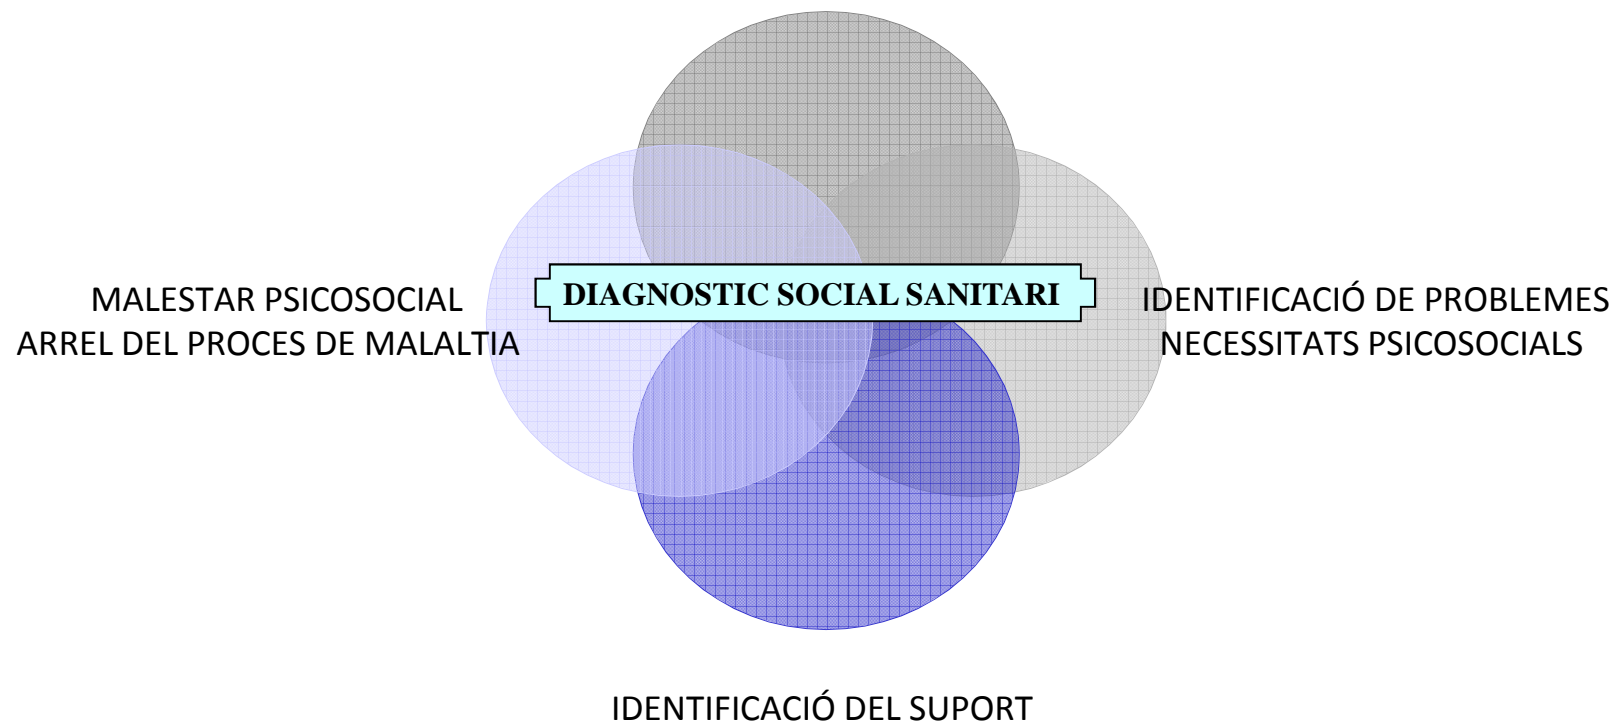 DIAGNOSTIC SOCIAL SANITARI
MALESTAR PSICOSOCIAL
ARREL DEL PROCES DE MALALTIA
IDENTIFICACIÓ DE PROBLEMES
NECESSITATS PSICOSOCIALS
IDENTIFICACIÓ DEL SUPORT